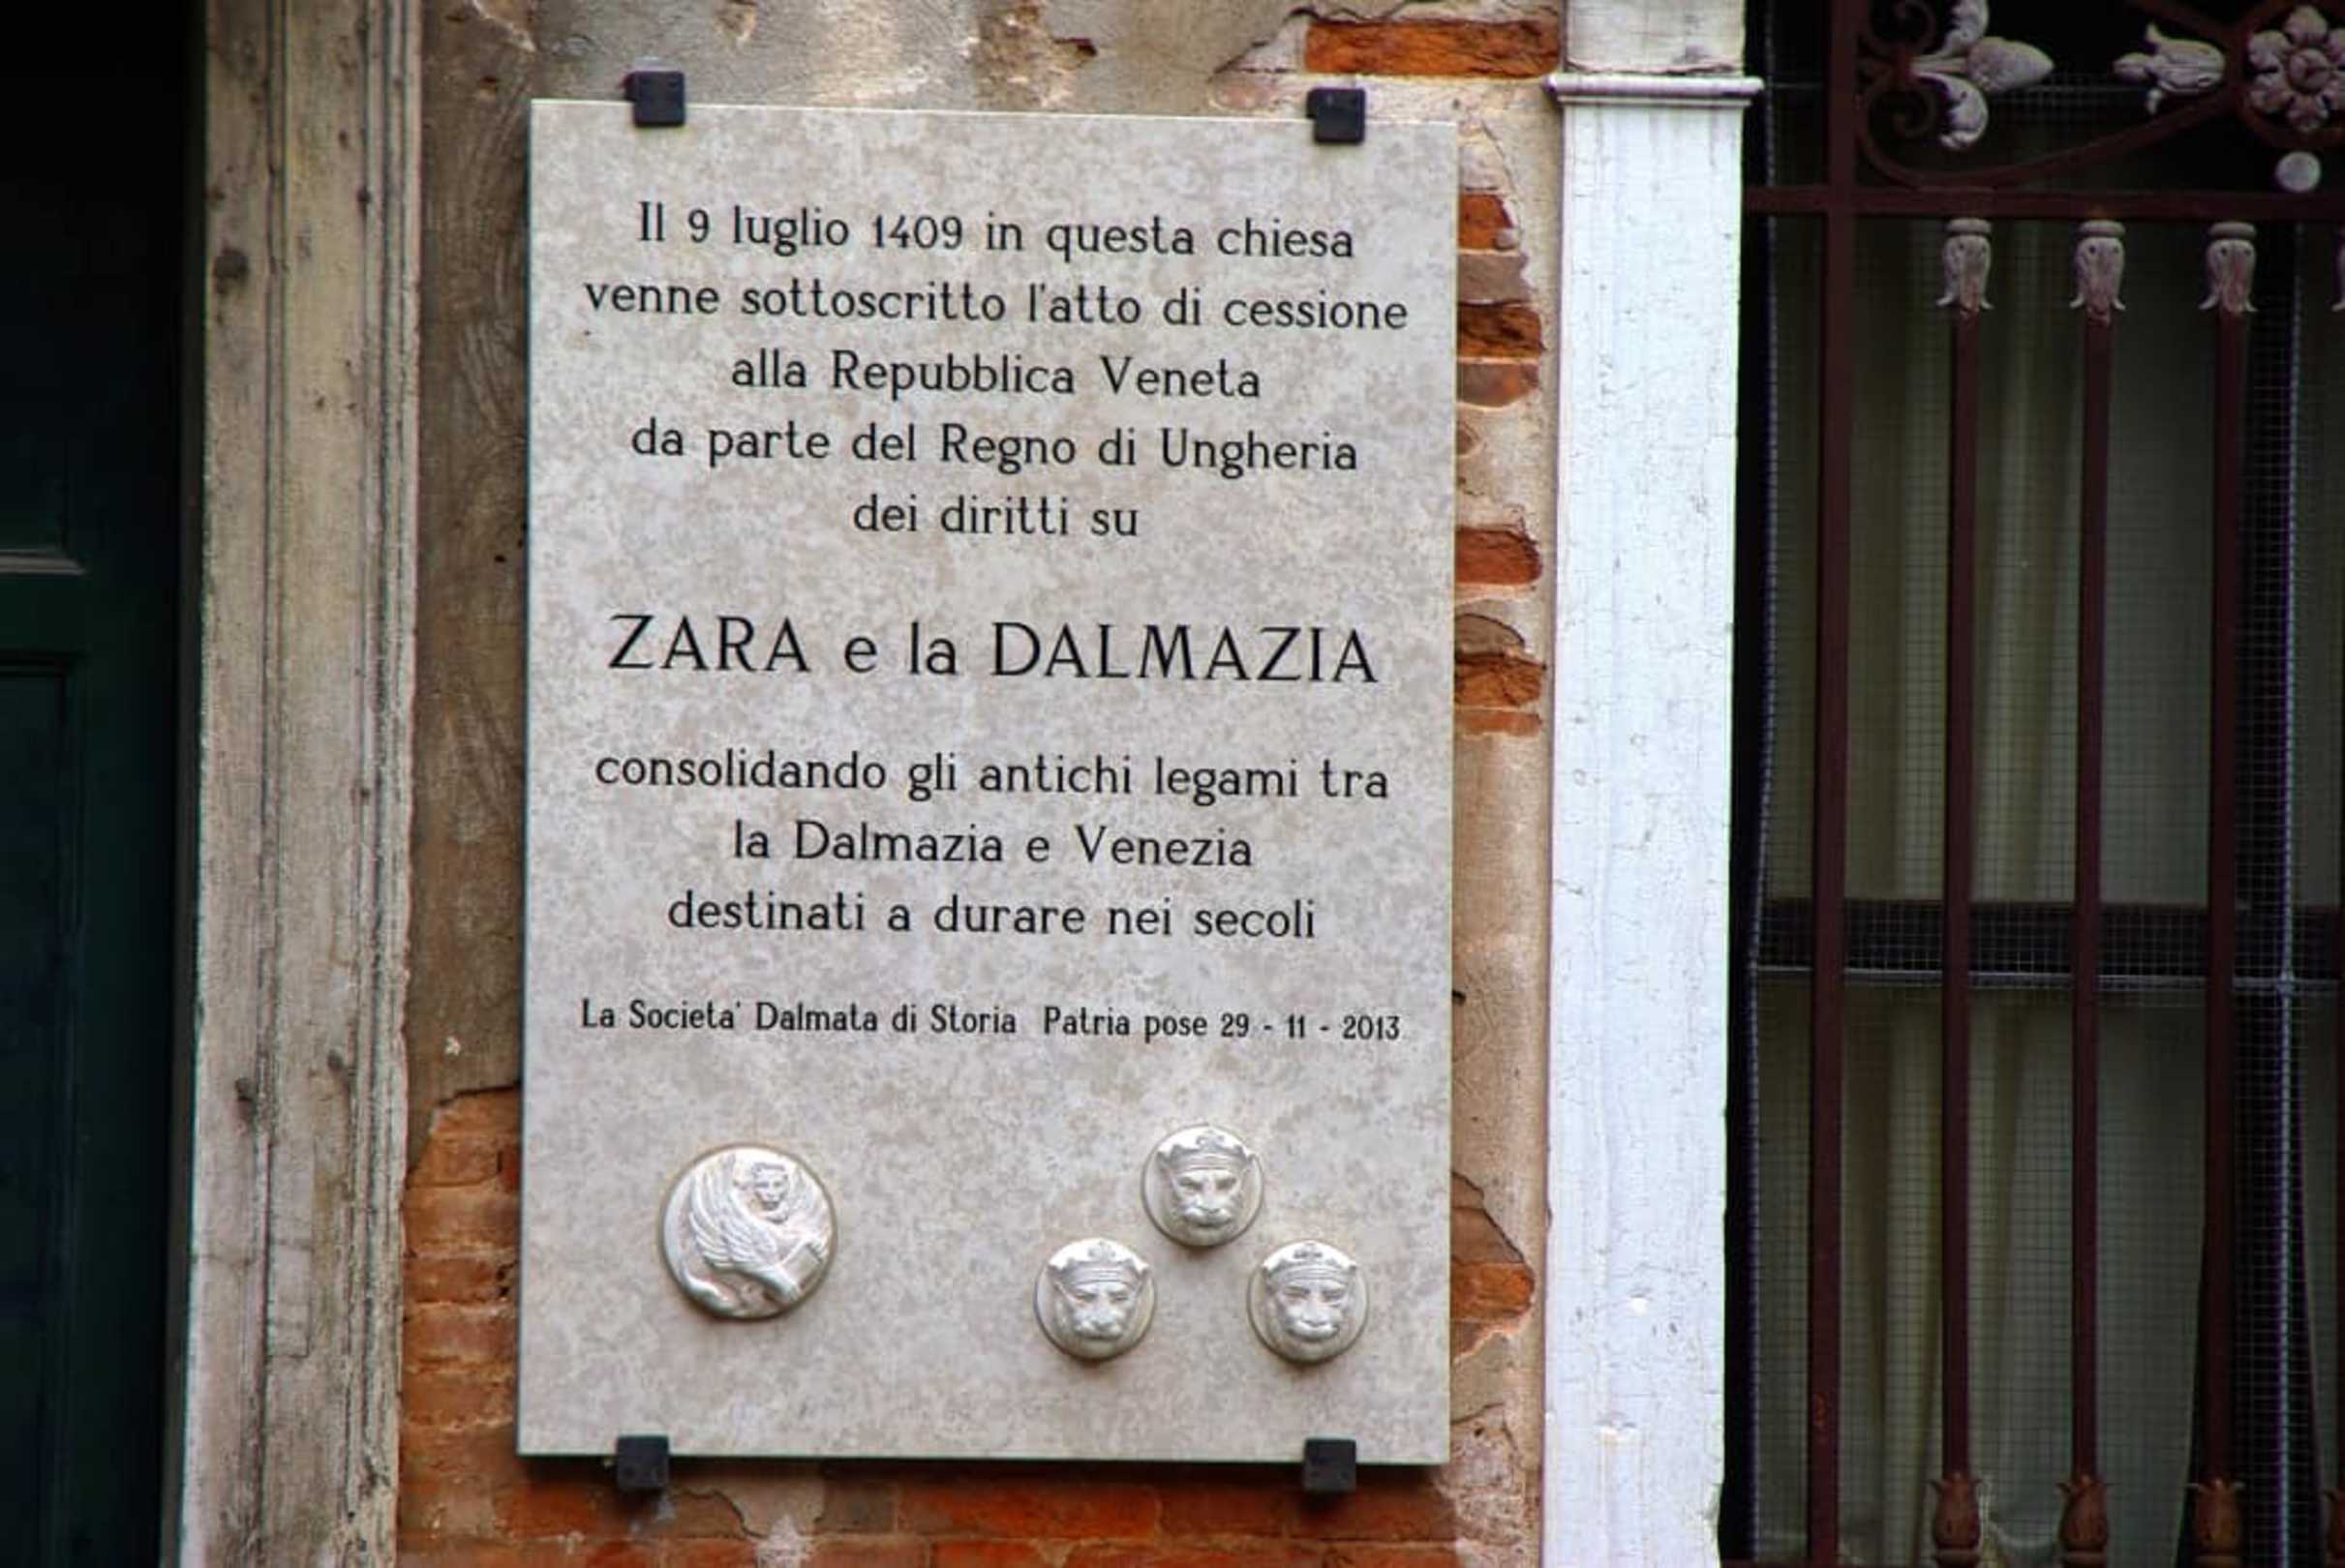 Il 9 luglio 1409 in questa chiesa
venne sottoscritto l'atto di cessione
alla Repubblica Veneta
da parte del Regno di Ungheria
dei diritti su
ZARA e la DALMAZIA
consolidando gli antichi legami tra
la Dalmazia e Venezia
destinati a durare nei secoli
La Societa' Dalmata di Storia Patria pose 29 - 11 - 2013